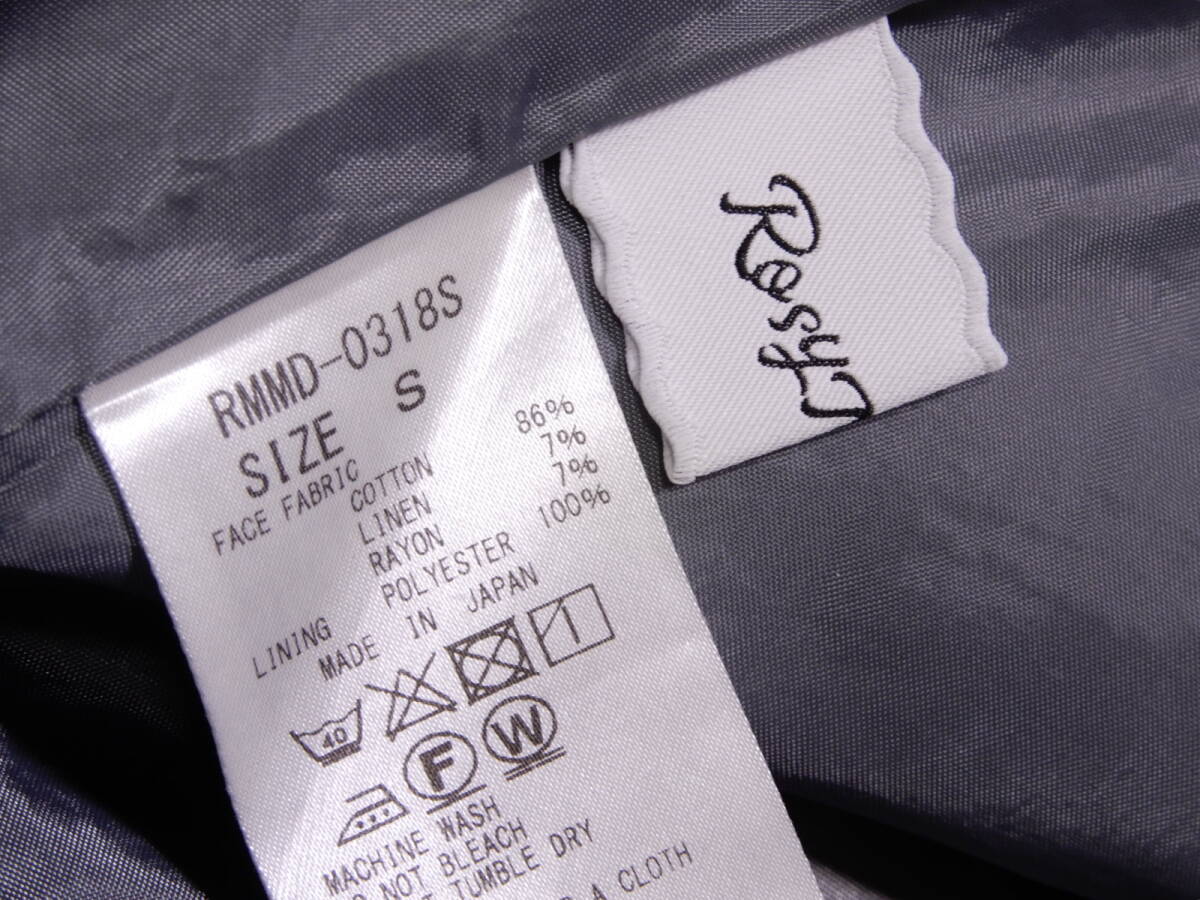 RMMD-0318S
SIZE S
FACE FABRIC
COTTON 86%
LINEN 7%
RAYON 7%
LINING POLYESTER 100%
MADE IN JAPAN
40
F W
MACHINE WASH
NOT BLEACH
TUMBLE DRY
A CLOTH
Rosy